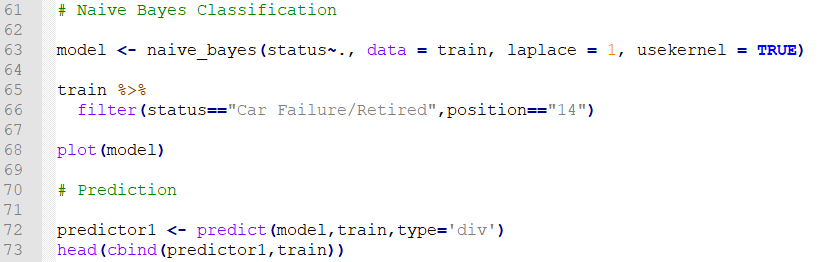 61 # Naive Bayes Classification
62
63 model <- naive_bayes(status~., data = train, laplace = 1, usekernel = TRUE)
64
65 train %>%
66   filter(status=="Car Failure/Retired",position=="14")
67
68 plot(model)
69
70 # Prediction
71
72 predictor1 <- predict(model,train,type='div')
73 head(cbind(predictor1,train))